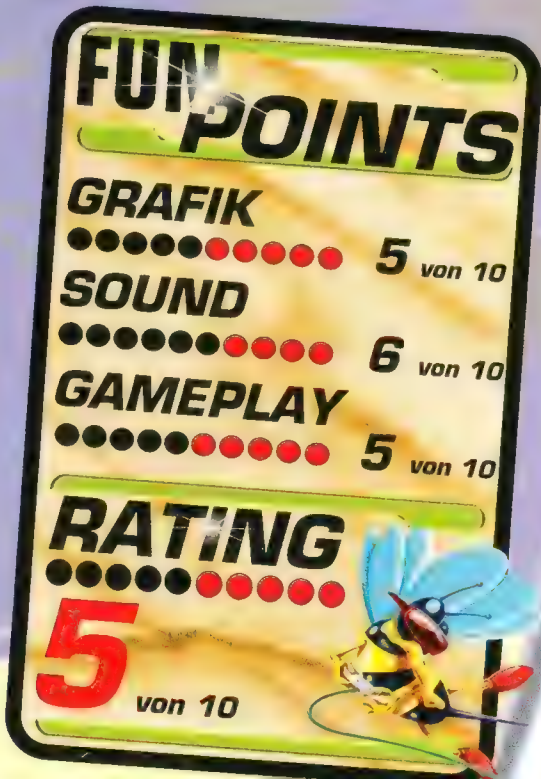 FUN
POINTS
GRAFIK
5 von 10
SOUND
6 von 10
GAMEPLAY
5 von 10
RATING
5 von 10